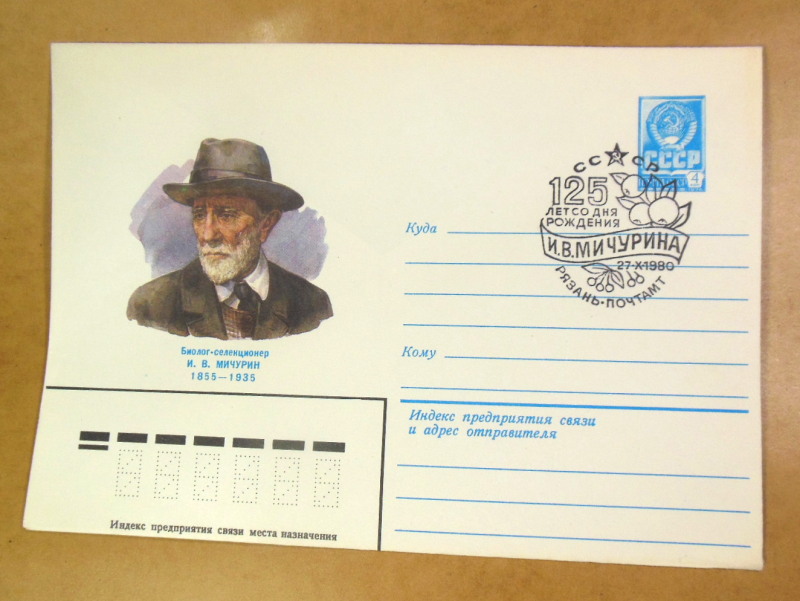 СССР
4
СССР
125
ЛЕТ СО ДНЯ
РОЖДЕНИЯ
И.В.МИЧУРИНА
27-X-1980
РЯЗАНЬ·ПОЧТАМТ
Биолог-селекционер
И. В. МИЧУРИН
1855—1935
Куда
Кому
Индекс предприятия связи
и адрес отправителя
Индекс предприятия связи места назначения